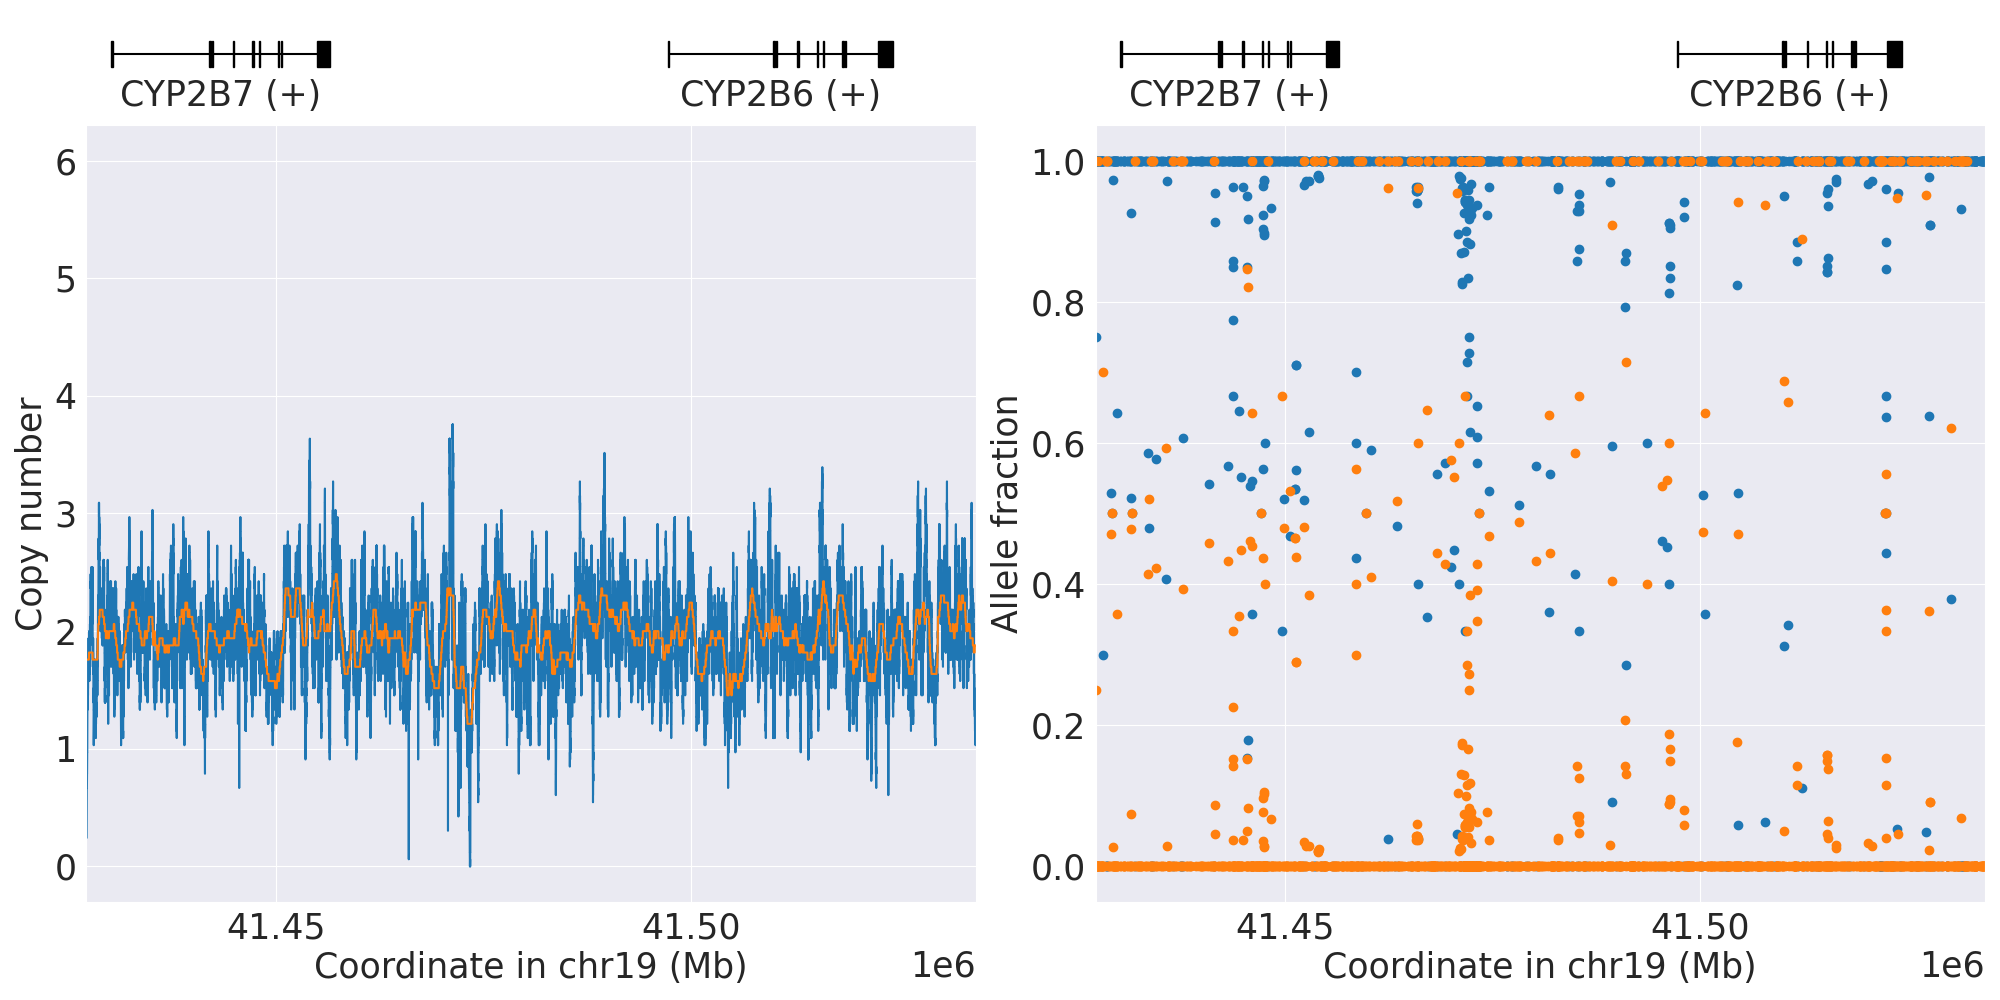 CYP2B7 (+)
CYP2B6 (+)
6
5
4
3
2
1
0
Copy number
41.45
41.50
Coordinate in chr19 (Mb)
1e6
CYP2B7 (+)
CYP2B6 (+)
1.0
0.8
0.6
0.4
0.2
0.0
Allele fraction
41.45
41.50
Coordinate in chr19 (Mb)
1e6